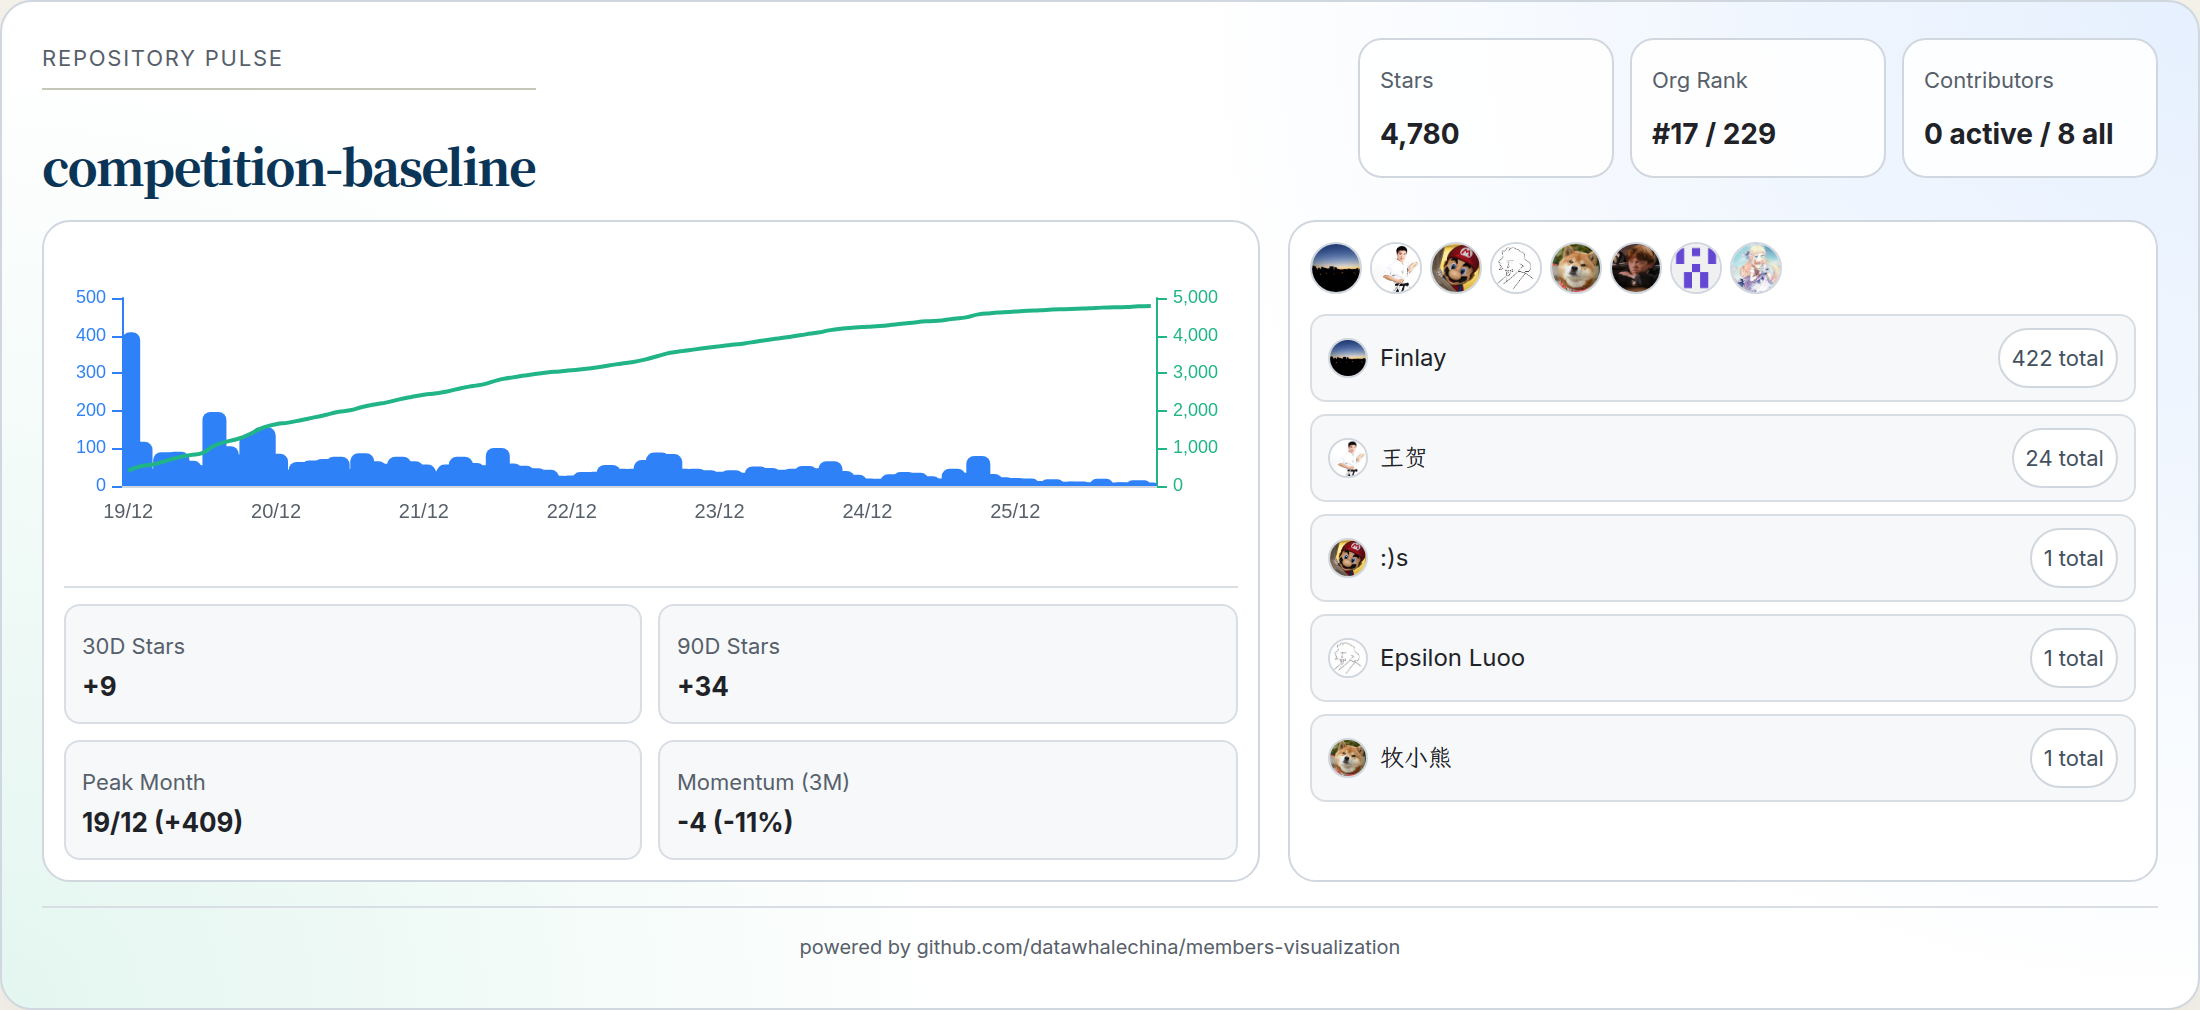 REPOSITORY PULSE
competition-baseline
Stars
4,780
Org Rank
#17 / 229
Contributors
0 active / 8 all
500
400
300
200
100
0
5,000
4,000
3,000
2,000
1,000
0
19/12 20/12 21/12 22/12 23/12 24/12 25/12
30D Stars
+9
90D Stars
+34
Peak Month
19/12 (+409)
Momentum (3M)
-4 (-11%)
Finlay 422 total
王贺 24 total
:)s 1 total
Epsilon Luoo 1 total
牧小熊 1 total
powered by github.com/datawhalechina/members-visualization